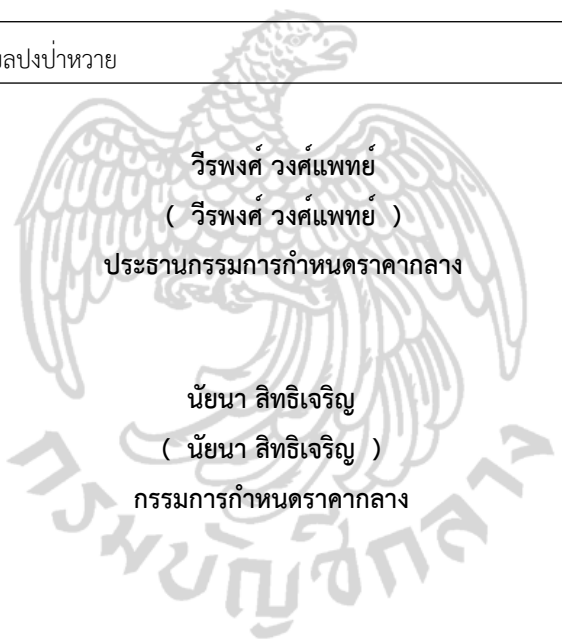 ลปงป่าหวาย
วีรพงศ์ วงศ์แพทย์
( วีรพงศ์ วงศ์แพทย์ )
ประธานกรรมการกำหนดราคากลาง
นัยนา สิทธิเจริญ
( นัยนา สิทธิเจริญ )
กรรมการกำหนดราคากลาง
กรมบัญชีกลาง